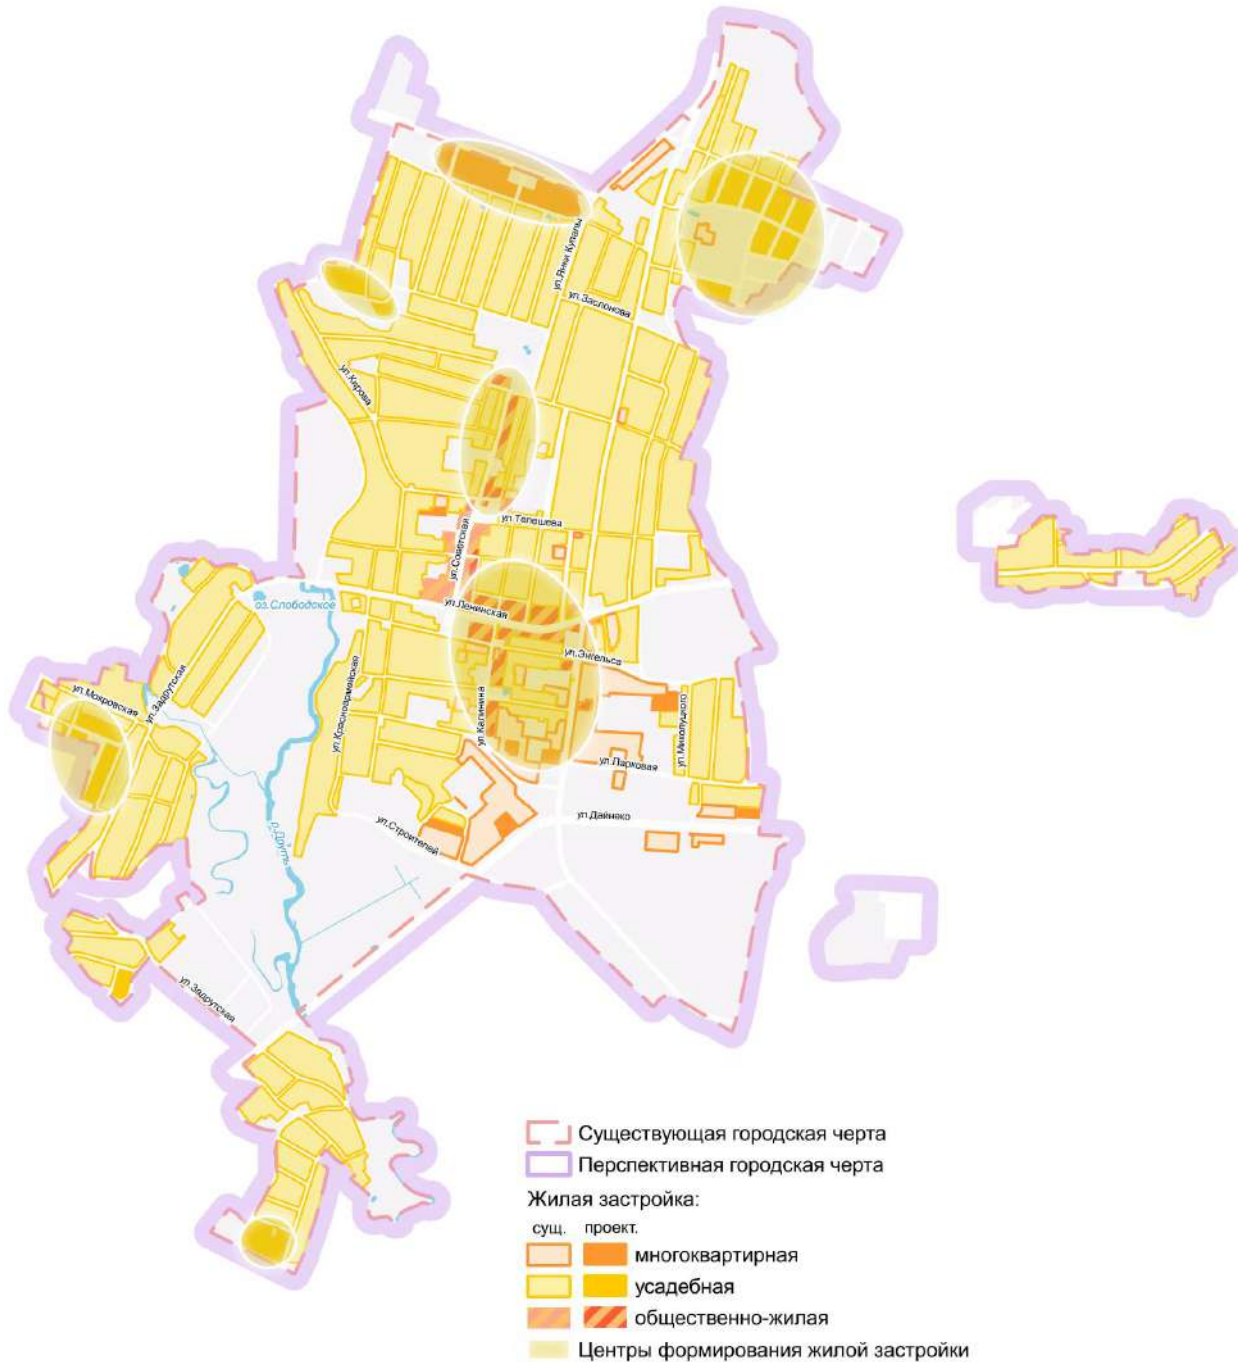 ул.Янки Купалы
ул.Заслонова
ул.Кирова
ул.Телешева
ул.Советская
оз.Слободское
ул.Ленинская
ул.Энгельса
ул.Красноармейская
ул.Задрутская
ул.Мокровская
ул.Калинина
ул.Миколуцкого
ул.Парковая
ул.Дайнеко
ул.Строителей
р.Друть
ул.Задрутская
Существующая городская черта
Перспективная городская черта
Жилая застройка:
сущ. проект.
многоквартирная
усадебная
общественно-жилая
Центры формирования жилой застройки